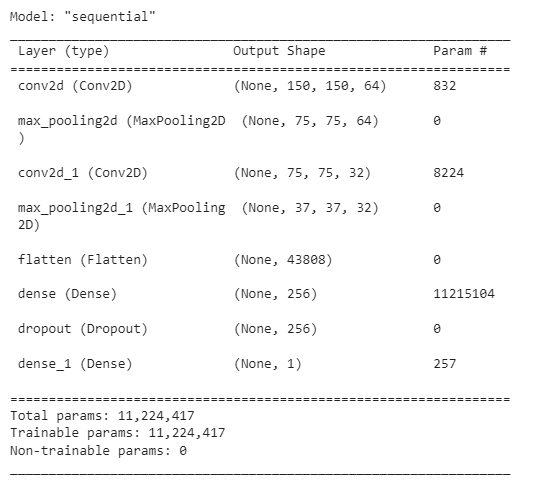 Model: "sequential"
Layer (type) Output Shape Param #
conv2d (Conv2D) (None, 150, 150, 64) 832
max_pooling2d (MaxPooling2D (None, 75, 75, 64) 0
)
conv2d_1 (Conv2D) (None, 75, 75, 32) 8224
max_pooling2d_1 (MaxPooling (None, 37, 37, 32) 0
2D)
flatten (Flatten) (None, 43808) 0
dense (Dense) (None, 256) 11215104
dropout (Dropout) (None, 256) 0
dense_1 (Dense) (None, 1) 257
Total params: 11,224,417
Trainable params: 11,224,417
Non-trainable params: 0